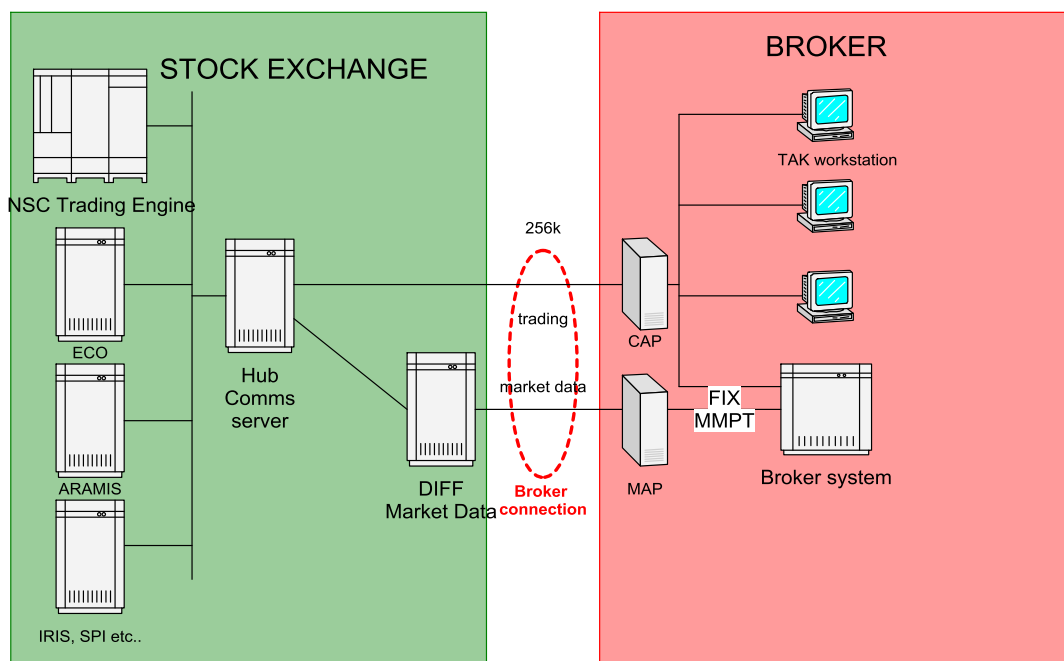 STOCK EXCHANGE
BROKER
TAK workstation
NSC Trading Engine
256k
trading
ECO
CAP
Hub
Comms
server
market data
FIX
MMPT
ARAMIS
DIFF
Market Data
Broker
connection
MAP
Broker system
IRIS, SPI etc..